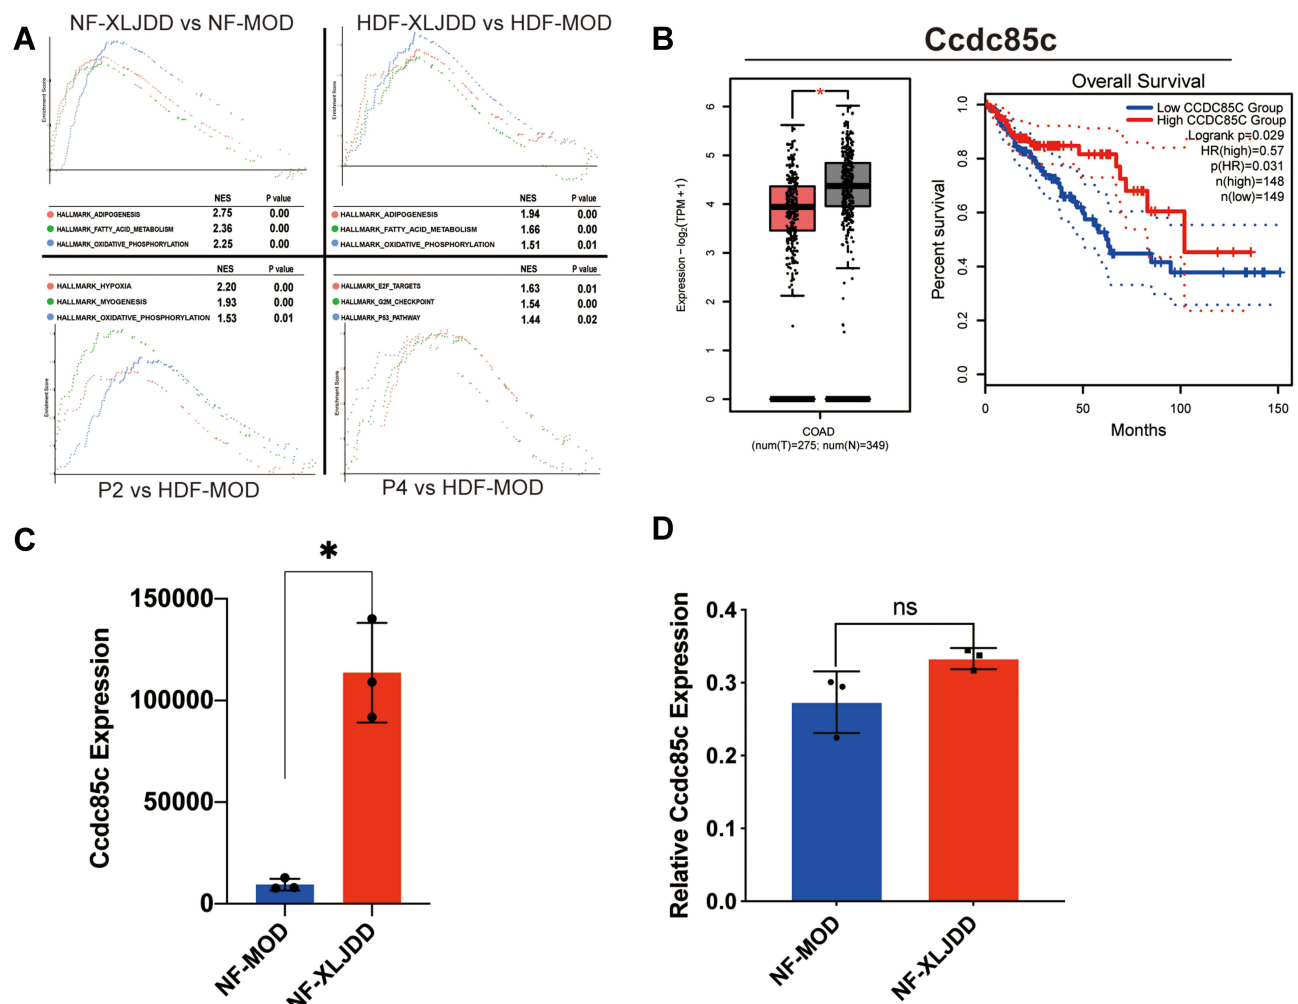 A
NF-XLJDD vs NF-MOD
HDF-XLJDD vs HDF-MOD
Enrichment Score
Enrichment Score
NES P value
HALLMARK_ADIPOGENESIS 2.75 0.00
HALLMARK_FATTY_ACID_METABOLISM 2.36 0.00
HALLMARK_OXIDATIVE_PHOSPHORYLATION 2.25 0.00
NES P value
HALLMARK_ADIPOGENESIS 1.94 0.00
HALLMARK_FATTY_ACID_METABOLISM 1.66 0.00
HALLMARK_OXIDATIVE_PHOSPHORYLATION 1.51 0.01
NES P value
HALLMARK_HYPOXIA 2.20 0.00
HALLMARK_MYOGENESIS 1.93 0.00
HALLMARK_OXIDATIVE_PHOSPHORYLATION 1.53 0.01
NES P value
HALLMARK_E2F_TARGETS 1.63 0.01
HALLMARK_G2M_CHECKPOINT 1.54 0.00
HALLMARK_P53_PATHWAY 1.44 0.02
Enrichment Score
Enrichment Score
P2 vs HDF-MOD
P4 vs HDF-MOD
B
Ccdc85c
*
Expression − log2(TPM + 1)
6
5
4
3
2
1
0
COAD
(num(T)=275; num(N)=349)
Overall Survival
Low CCDC85C Group
High CCDC85C Group
Logrank p=0.029
HR(high)=0.57
p(HR)=0.031
n(high)=148
n(low)=149
Percent survival
1.0
0.8
0.6
0.4
0.2
0.0
0 50 100 150
Months
C
*
Ccdc85c Expression
150000
100000
50000
0
NF-MOD
NF-XLJDD
D
ns
Relative Ccdc85c Expression
0.4
0.3
0.2
0.1
0.0
NF-MOD
NF-XLJDD